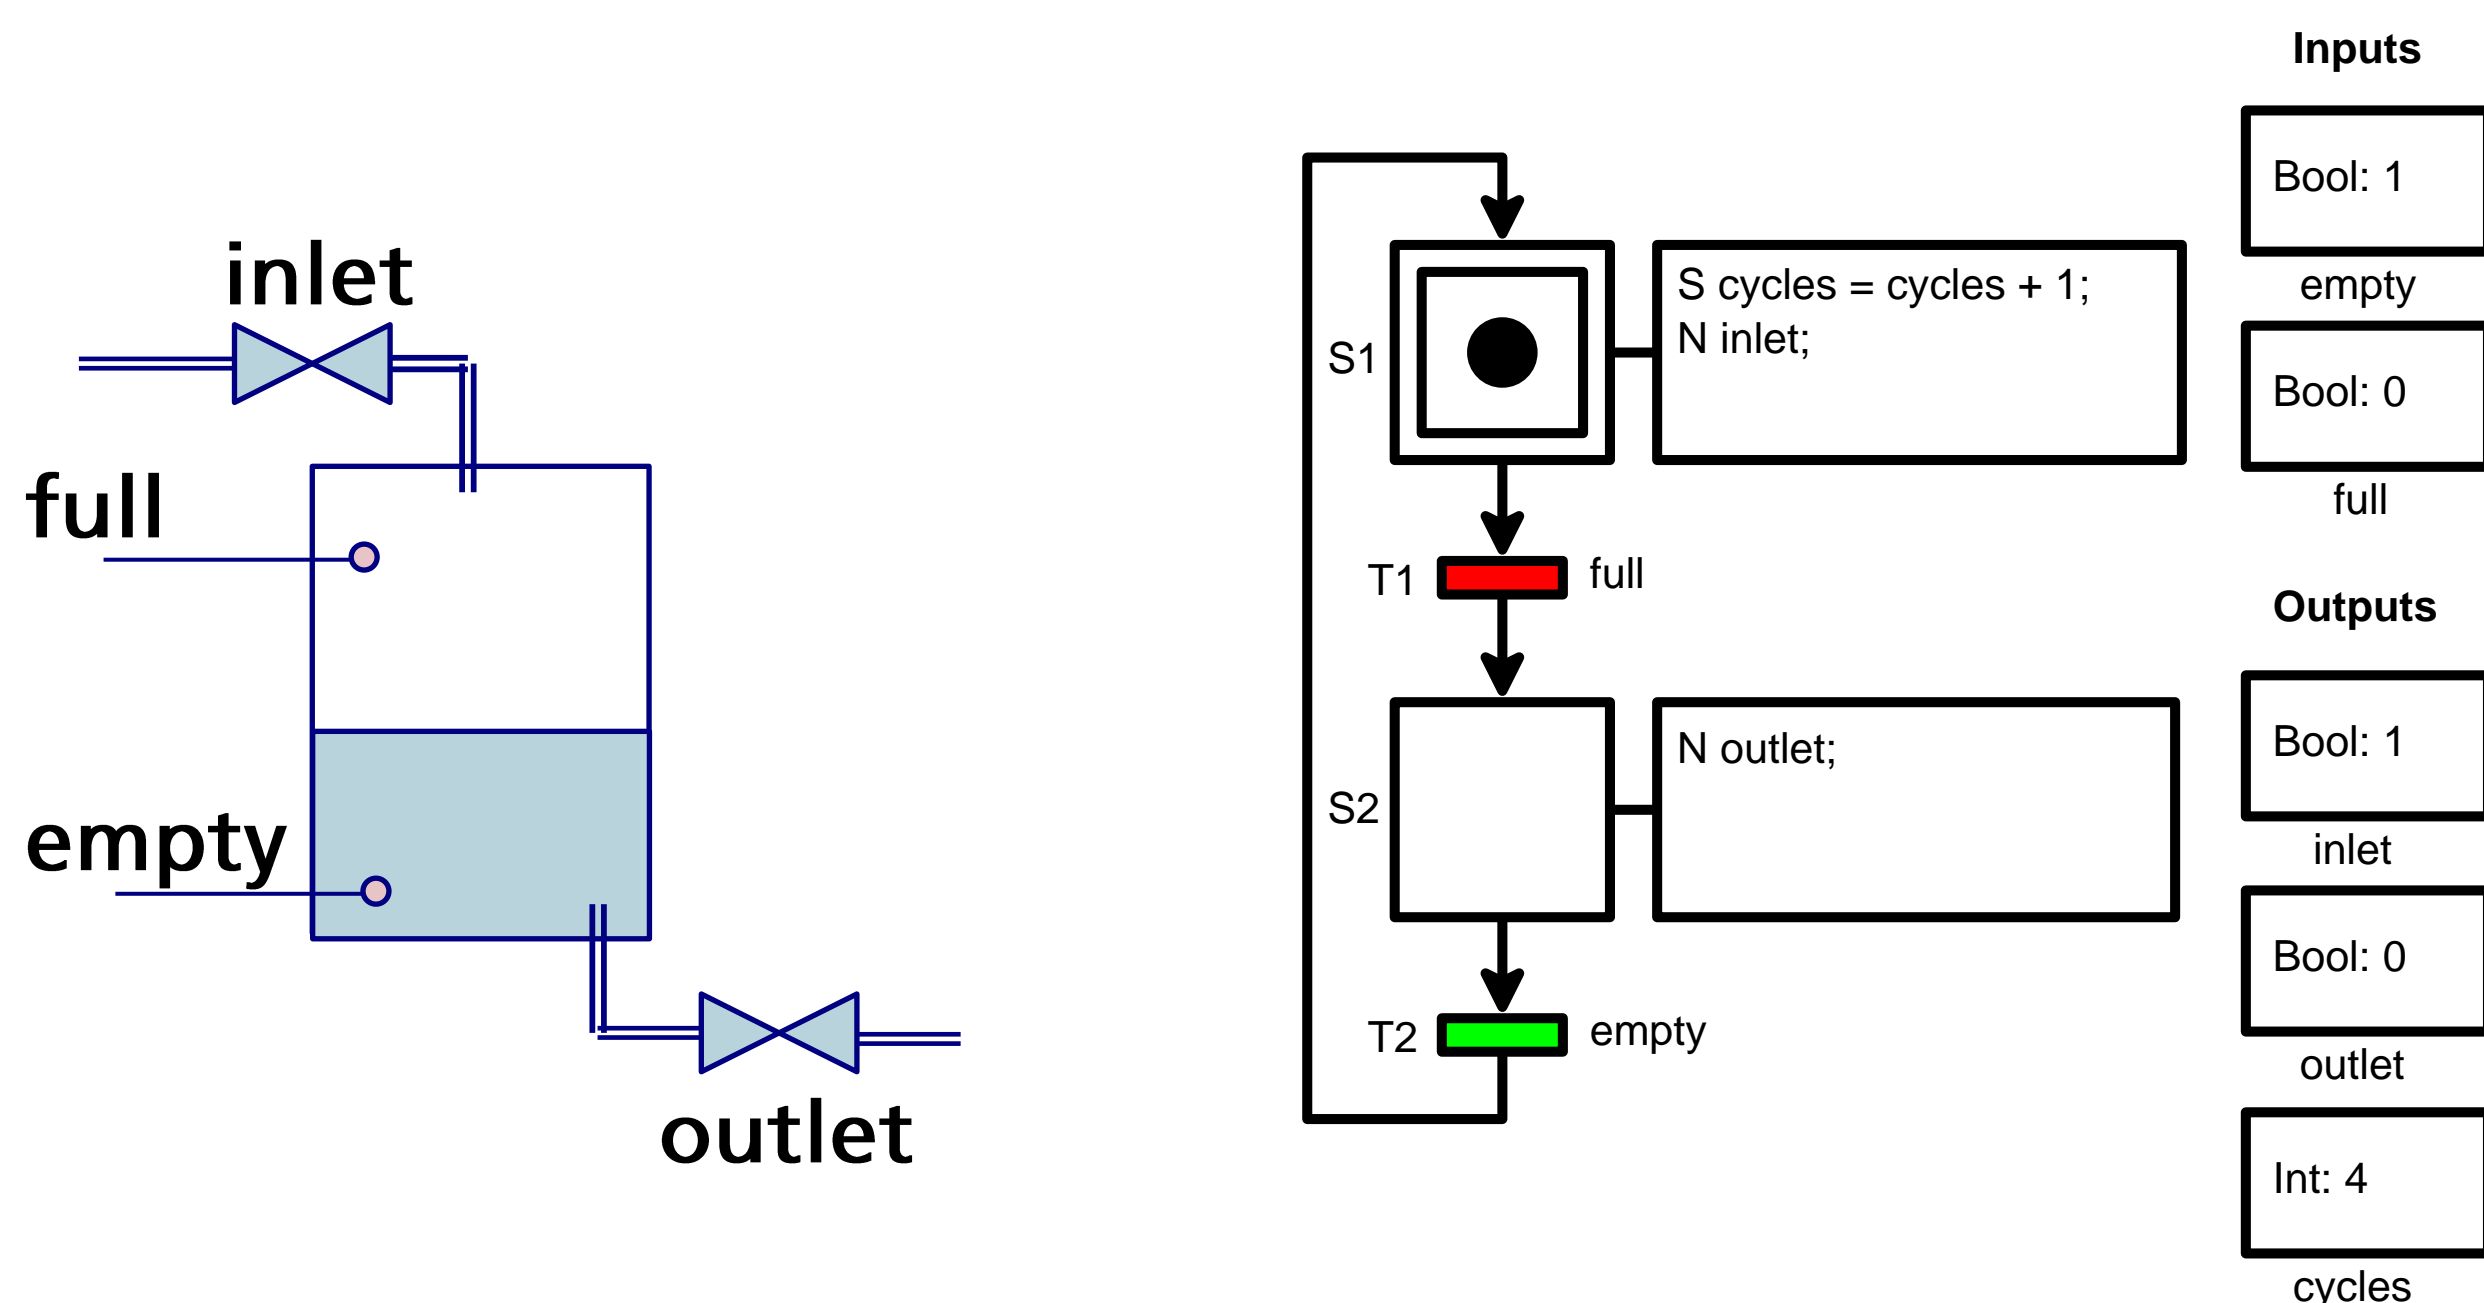 inlet
full
empty
outlet
S1
S cycles = cycles + 1;
N inlet;
T1
full
S2
N outlet;
T2
empty
Inputs
Bool: 1
empty
Bool: 0
full
Outputs
Bool: 1
inlet
Bool: 0
outlet
Int: 4
cycles